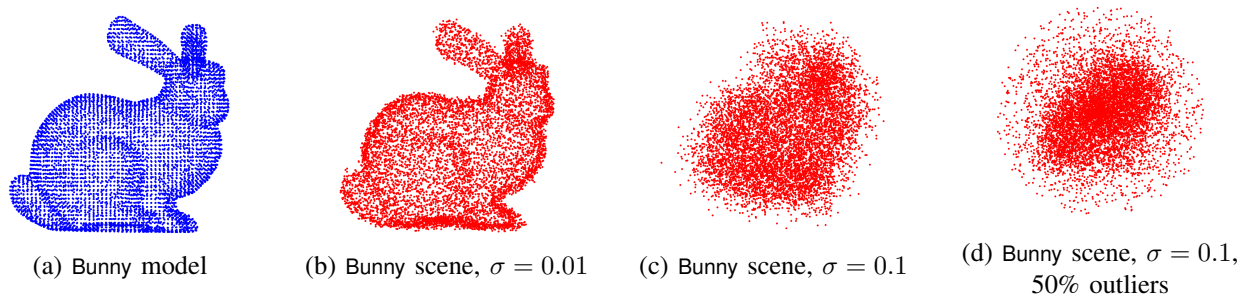 (a) Bunny model
(b) Bunny scene, σ = 0.01
(c) Bunny scene, σ = 0.1
(d) Bunny scene, σ = 0.1,
50% outliers